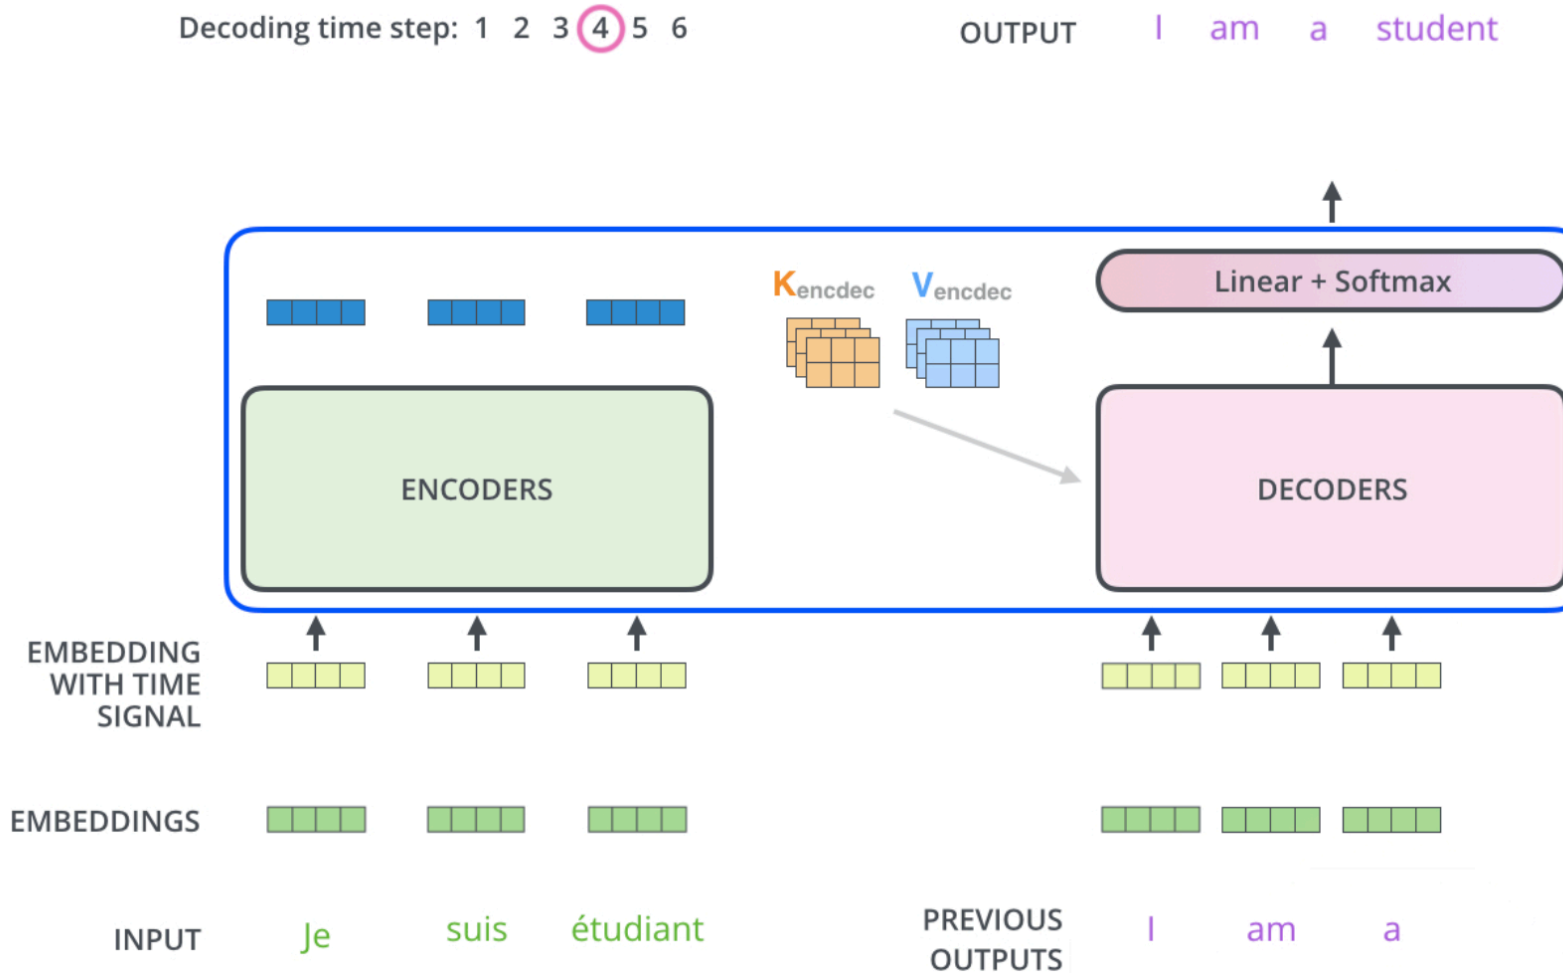 Decoding time step: 1 2 3 4 5 6
OUTPUT I am a student
Kencdec Vencdec
Linear + Softmax
ENCODERS
DECODERS
EMBEDDING
WITH TIME
SIGNAL
EMBEDDINGS
INPUT Je suis étudiant
PREVIOUS
OUTPUTS
I am a